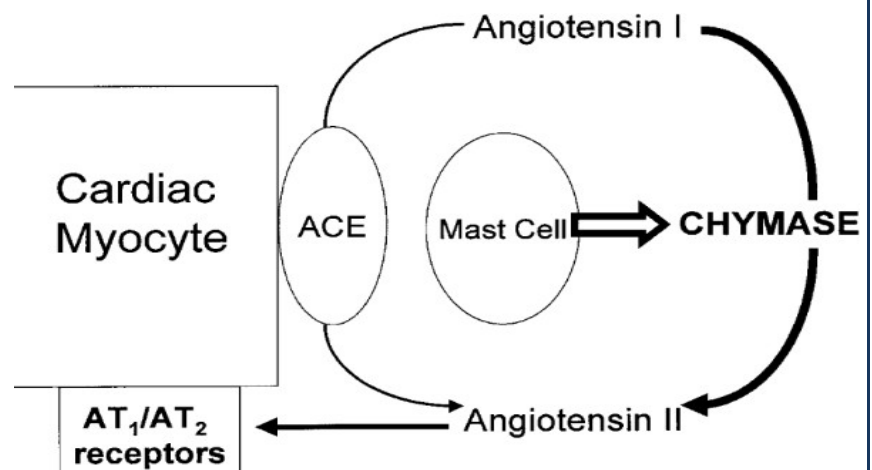 Angiotensin I
Cardiac
Myocyte
ACE
Mast Cell
CHYMASE
Angiotensin II
AT₁/AT₂
receptors